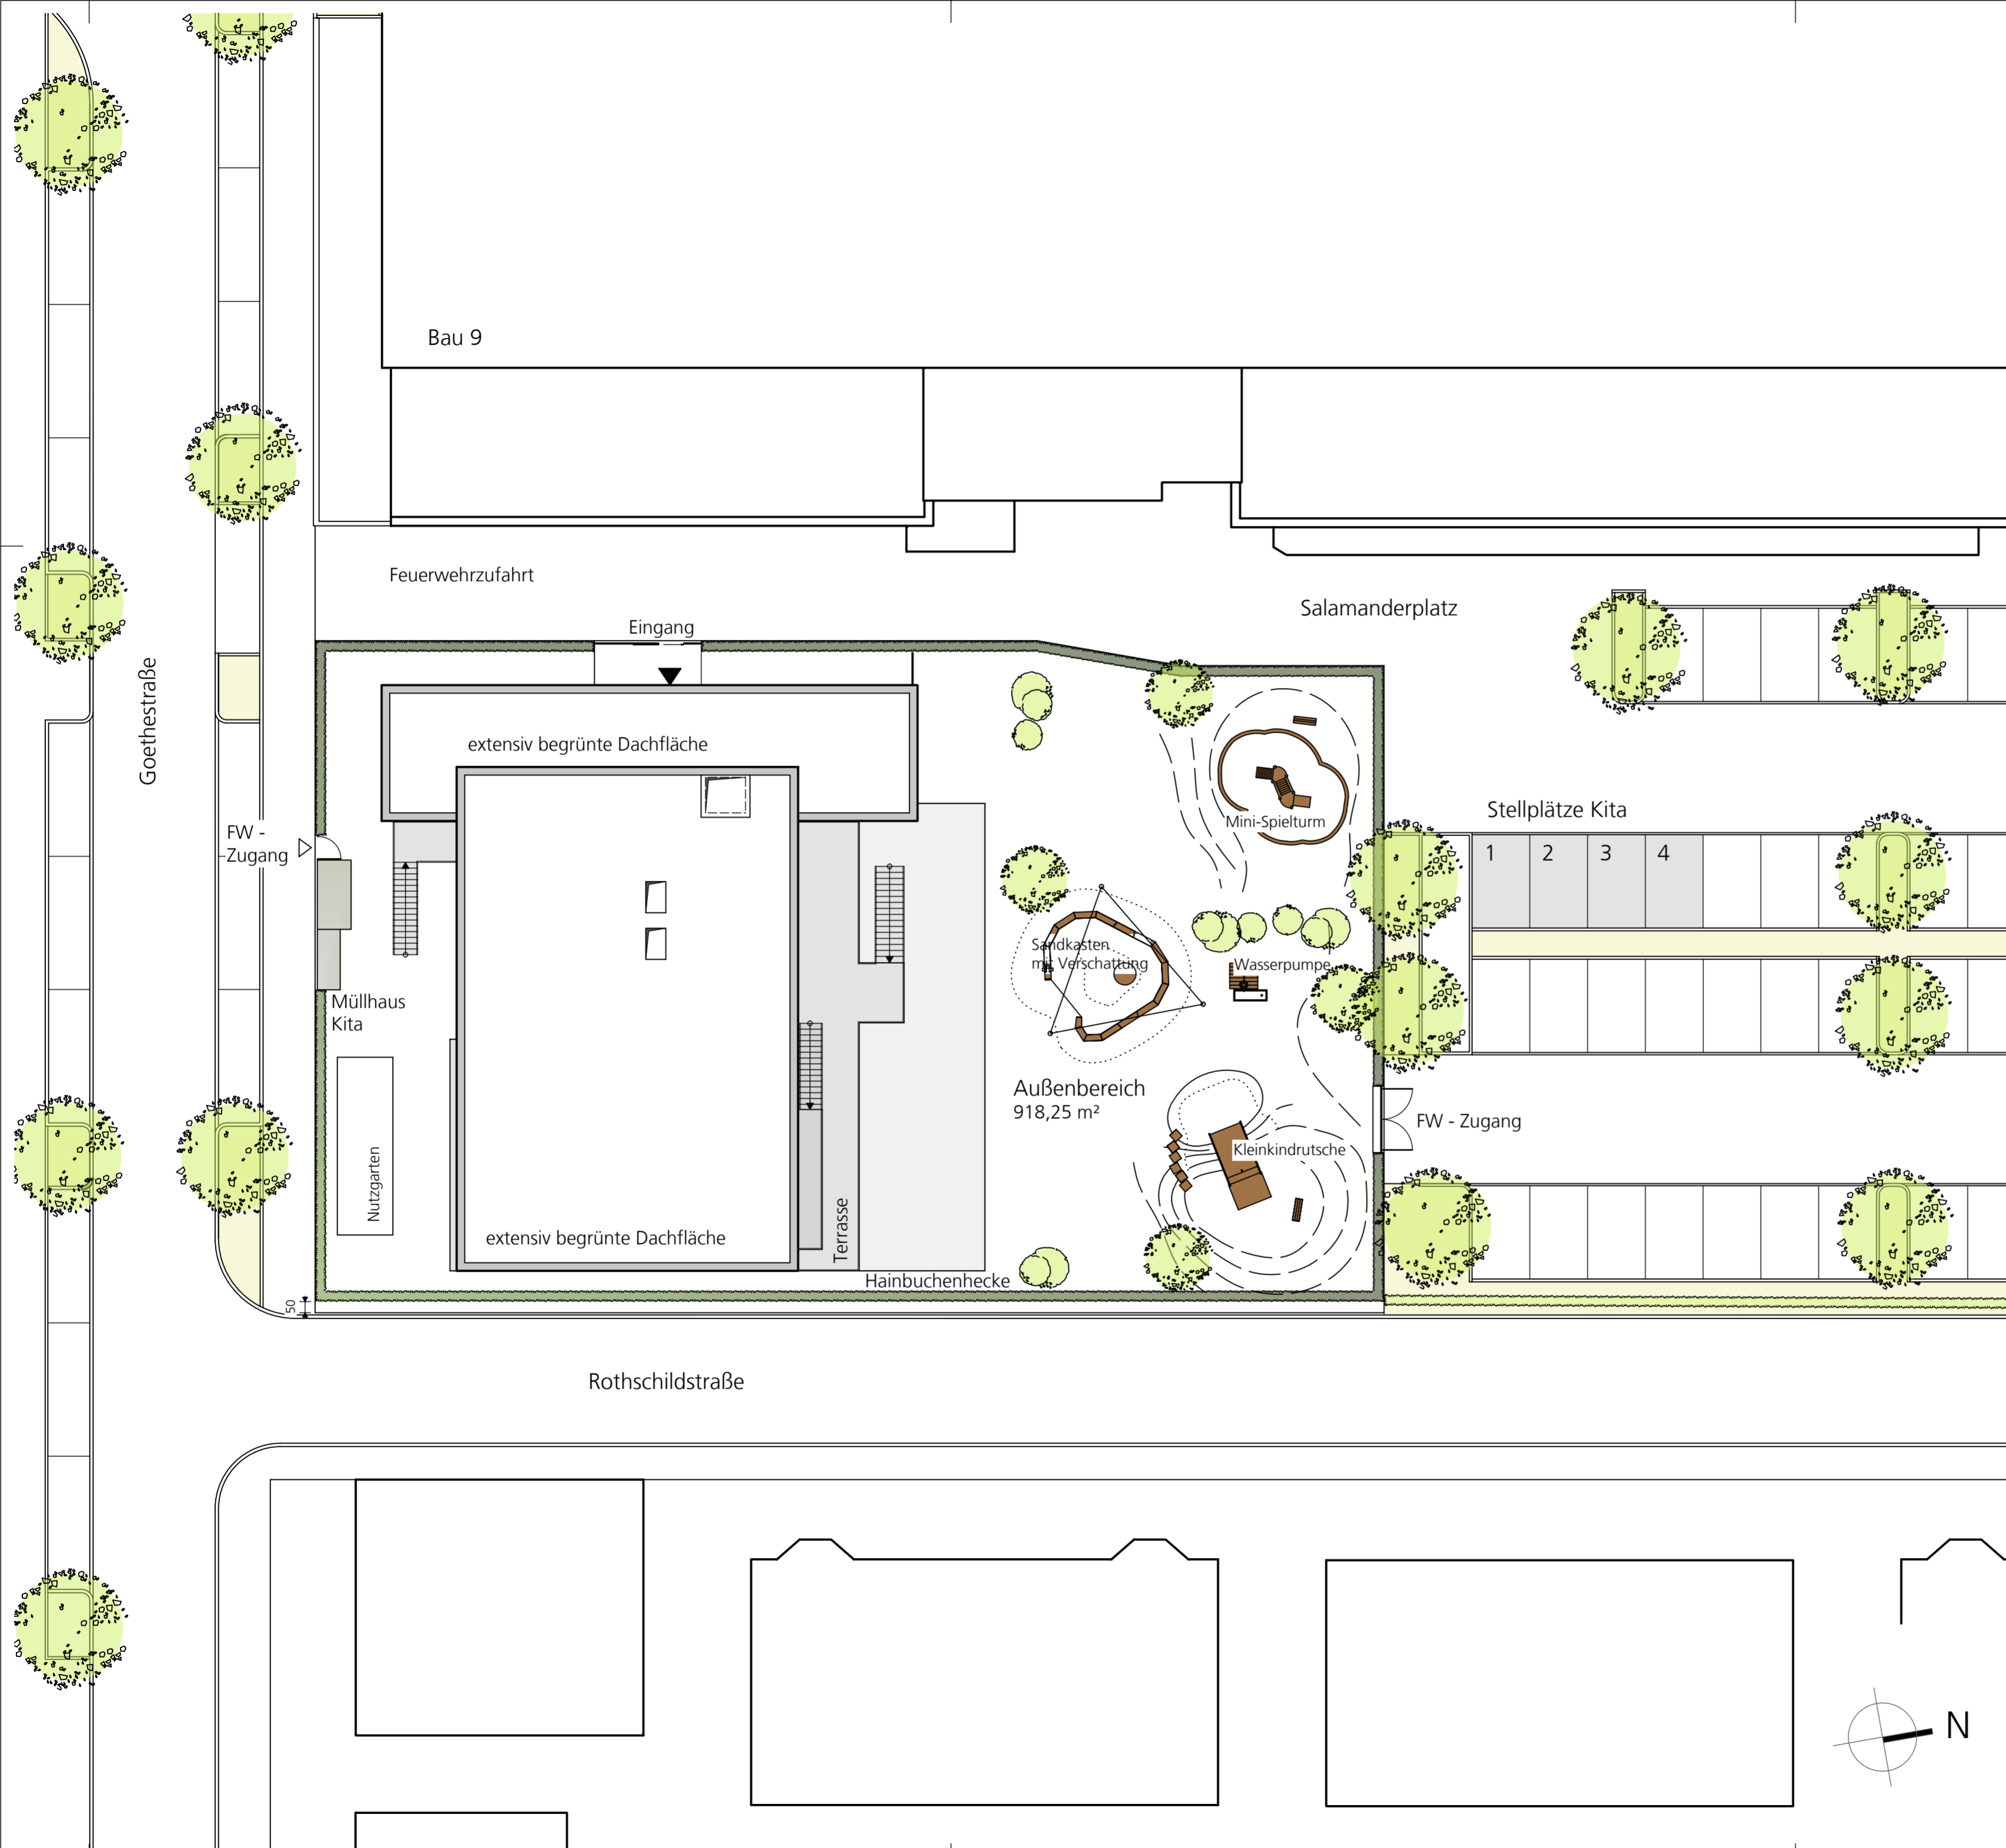 Bau 9
Feuerwehrzufahrt
Salamanderplatz
Eingang
Goethestraße
extensiv begrünte Dachfläche
Mini-Spielturm
Stellplätze Kita
1 2 3 4
FW -
Zugang
Sandkasten
mit Verschattung
Wasserpumpe
Müllhaus
Kita
Außenbereich
918,25 m²
FW - Zugang
Kleinkindrutsche
Nutzgarten
Terrasse
extensiv begrünte Dachfläche
Hainbuchenhecke
50
Rothschildstraße
N